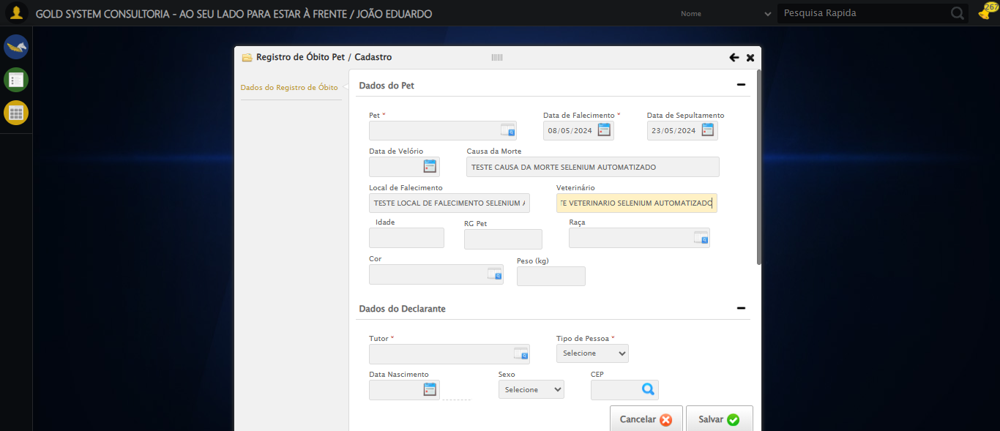 GOLD SYSTEM CONSULTORIA - AO SEU LADO PARA ESTAR À FRENTE / JOÃO EDUARDO
Nome
Pesquisa Rapida
267
Registro de Óbito Pet / Cadastro
Dados do Registro de Óbito
Dados do Pet
Pet *
Data de Falecimento *
Data de Sepultamento
08/05/2024
23/05/2024
Data de Velório
Causa da Morte
TESTE CAUSA DA MORTE SELENIUM AUTOMATIZADO
Local de Falecimento
Veterinário
TESTE LOCAL DE FALECIMENTO SELENIUM
TE VETERINARIO SELENIUM AUTOMATIZADO
Idade
RG Pet
Raça
Cor
Peso (kg)
Dados do Declarante
Tutor *
Tipo de Pessoa *
Selecione
Data Nascimento
Sexo
CEP
Selecione
Cancelar
Salvar